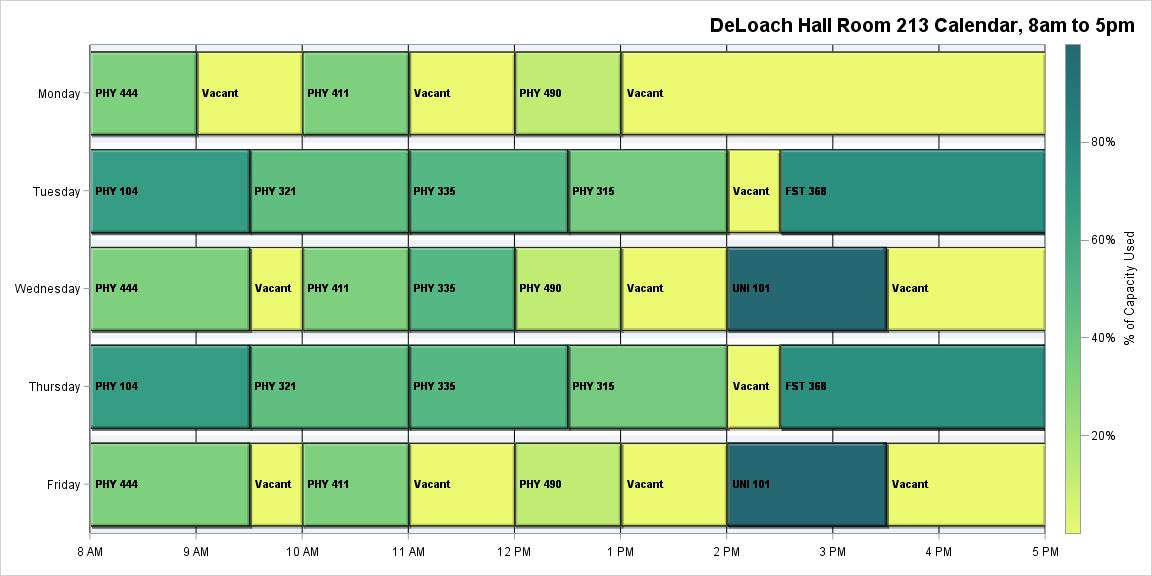 DeLoach Hall Room 213 Calendar, 8am to 5pm
Monday PHY 444 Vacant PHY 411 Vacant PHY 490 Vacant
Tuesday PHY 104 PHY 321 PHY 335 PHY 315 Vacant FST 368
Wednesday PHY 444 Vacant PHY 411 PHY 335 PHY 490 Vacant UNI 101 Vacant
Thursday PHY 104 PHY 321 PHY 335 PHY 315 Vacant FST 368
Friday PHY 444 Vacant PHY 411 Vacant PHY 490 Vacant UNI 101 Vacant
8 AM 9 AM 10 AM 11 AM 12 PM 1 PM 2 PM 3 PM 4 PM 5 PM
80%
60%
40%
20%
% of Capacity Used